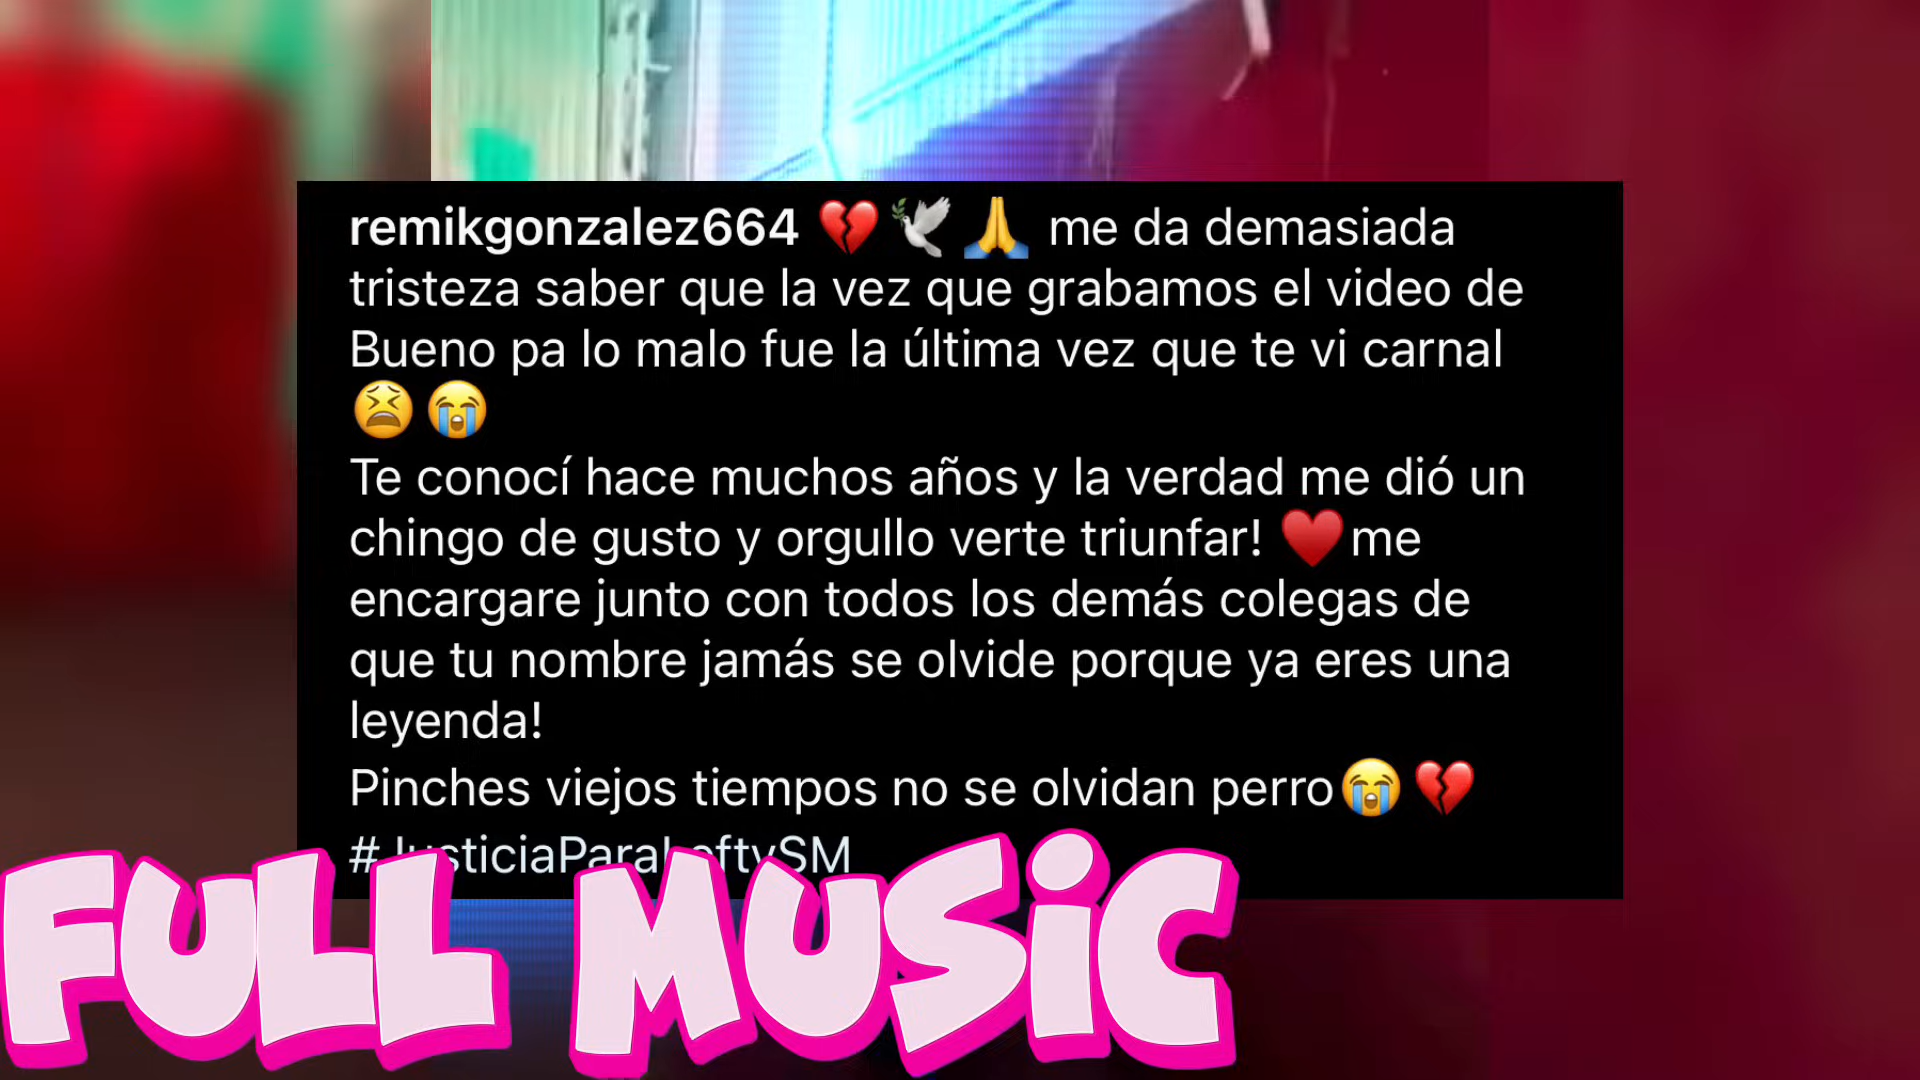 remikgonzalez664 💔🕊️🙏 me da demasiada
tristeza saber que la vez que grabamos el video de
Bueno pa lo malo fue la última vez que te vi carnal
😫😭
Te conocí hace muchos años y la verdad me dió un
chingo de gusto y orgullo verte triunfar! ♥️me
encargare junto con todos los demás colegas de
que tu nombre jamás se olvide porque ya eres una
leyenda!
Pinches viejos tiempos no se olvidan perro😭💔
#JusticiaParaLeftySM
FULL MUSiC